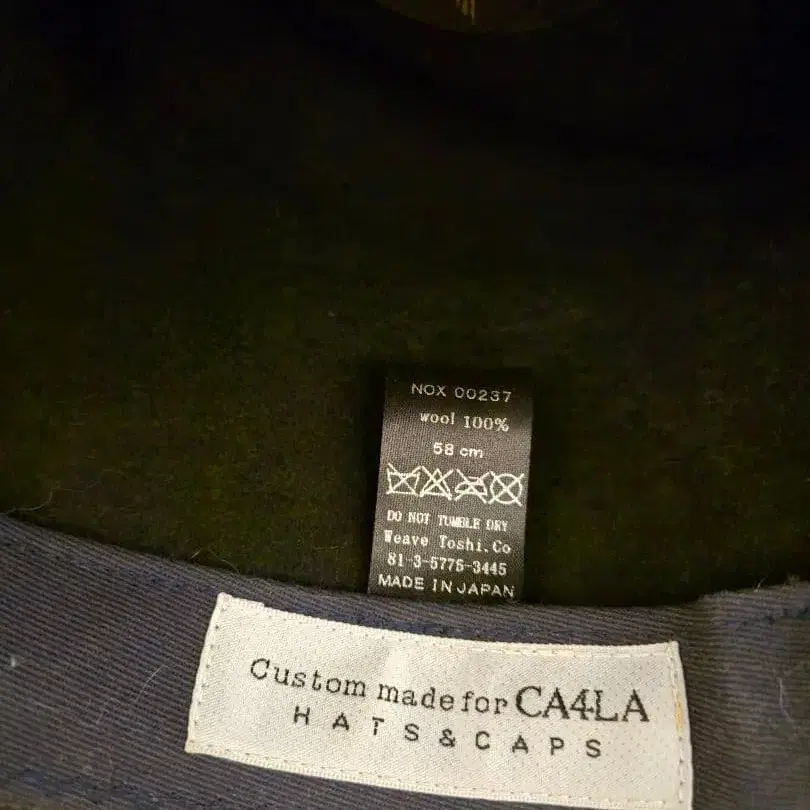 NOX 00237
wool 100%
58 cm
DO NOT TUMBLE DRY
Weave Toshi.Co
81-3-5775-3445
MADE IN JAPAN
Custom made for CA4LA
HATS&CAPS